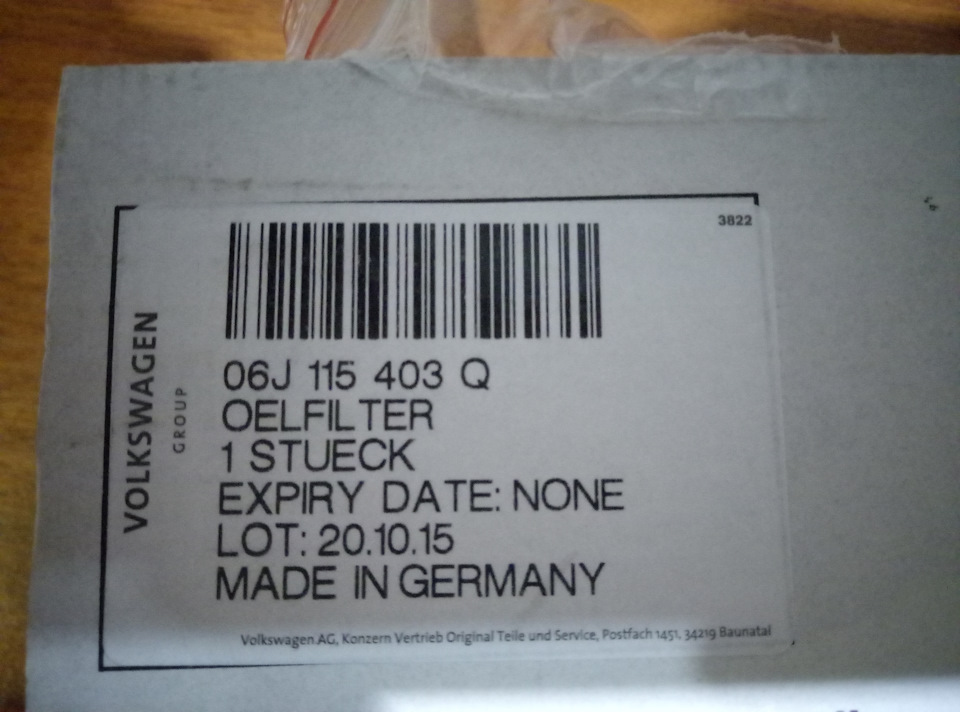 3822
VOLKSWAGEN
GROUP
06J 115 403 Q
OELFILTER
1 STUECK
EXPIRY DATE: NONE
LOT: 20.10.15
MADE IN GERMANY
Volkswagen AG, Konzern Vertrieb Original Teile und Service, Postfach 1451, 34219 Baunatal